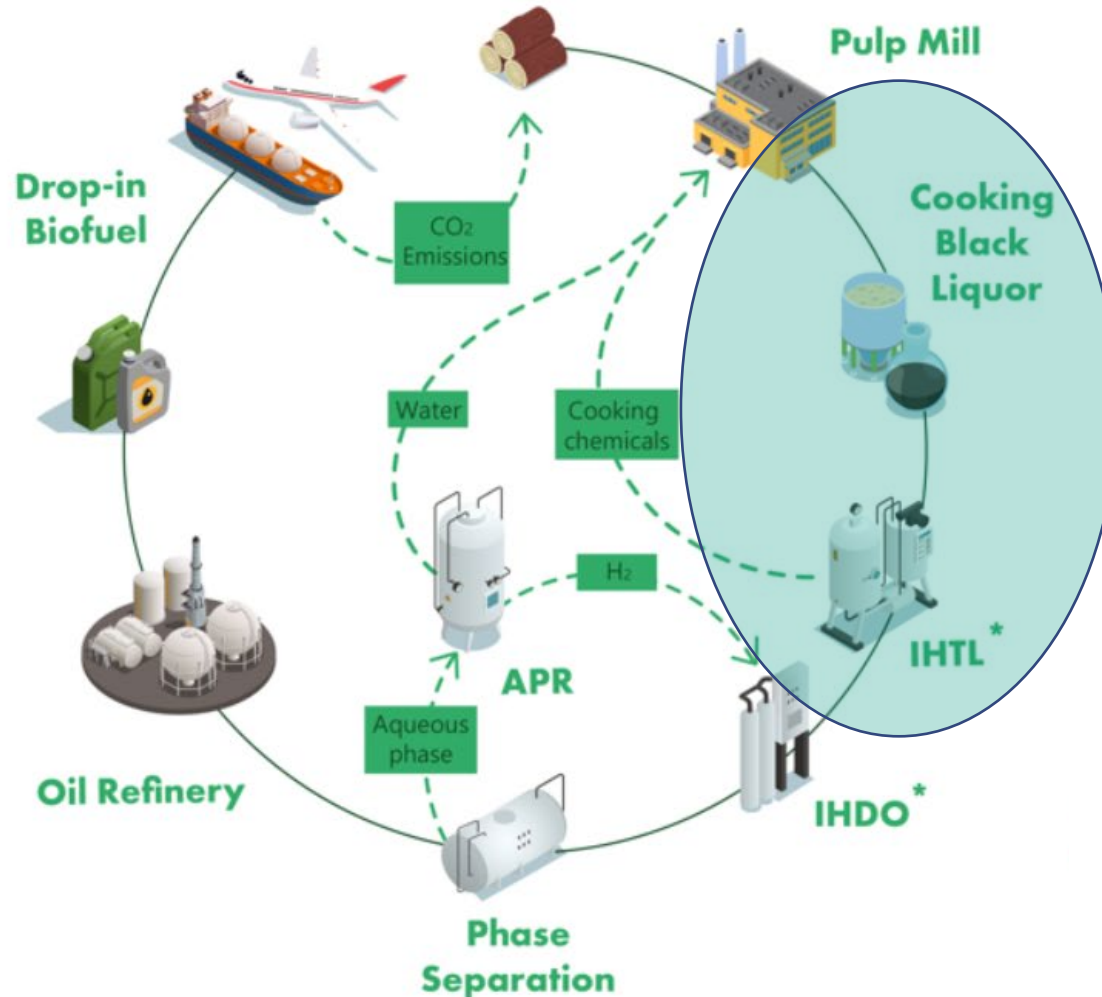 Pulp Mill
Drop-in
Biofuel
CO₂
Emissions
Cooking
Black
Liquor
Water
Cooking
chemicals
H₂
APR
IHTL*
Aqueous
phase
Oil Refinery
IHDO*
Phase
Separation